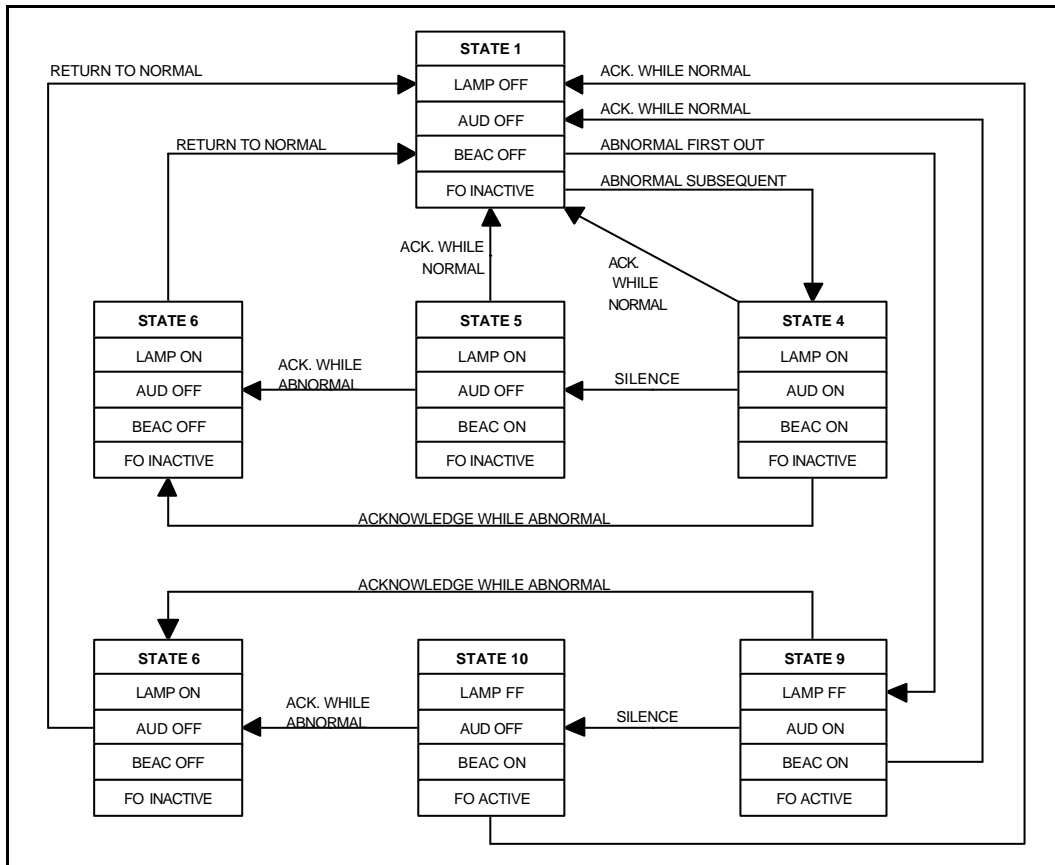 STATE 1
RETURN TO NORMAL
LAMP OFF
ACK. WHILE NORMAL
AUD OFF
ACK. WHILE NORMAL
RETURN TO NORMAL
BEAC OFF
ABNORMAL FIRST OUT
FO INACTIVE
ABNORMAL SUBSEQUENT
ACK. WHILE
NORMAL
ACK.
WHILE
NORMAL
STATE 6
LAMP ON
AUD OFF
BEAC OFF
FO INACTIVE
ACK. WHILE
ABNORMAL
STATE 5
LAMP ON
AUD OFF
BEAC ON
FO INACTIVE
SILENCE
STATE 4
LAMP ON
AUD ON
BEAC ON
FO INACTIVE
ACKNOWLEDGE WHILE ABNORMAL
ACKNOWLEDGE WHILE ABNORMAL
STATE 6
LAMP ON
AUD OFF
BEAC OFF
FO INACTIVE
ACK. WHILE
ABNORMAL
STATE 10
LAMP FF
AUD OFF
BEAC ON
FO ACTIVE
SILENCE
STATE 9
LAMP FF
AUD ON
BEAC ON
FO ACTIVE